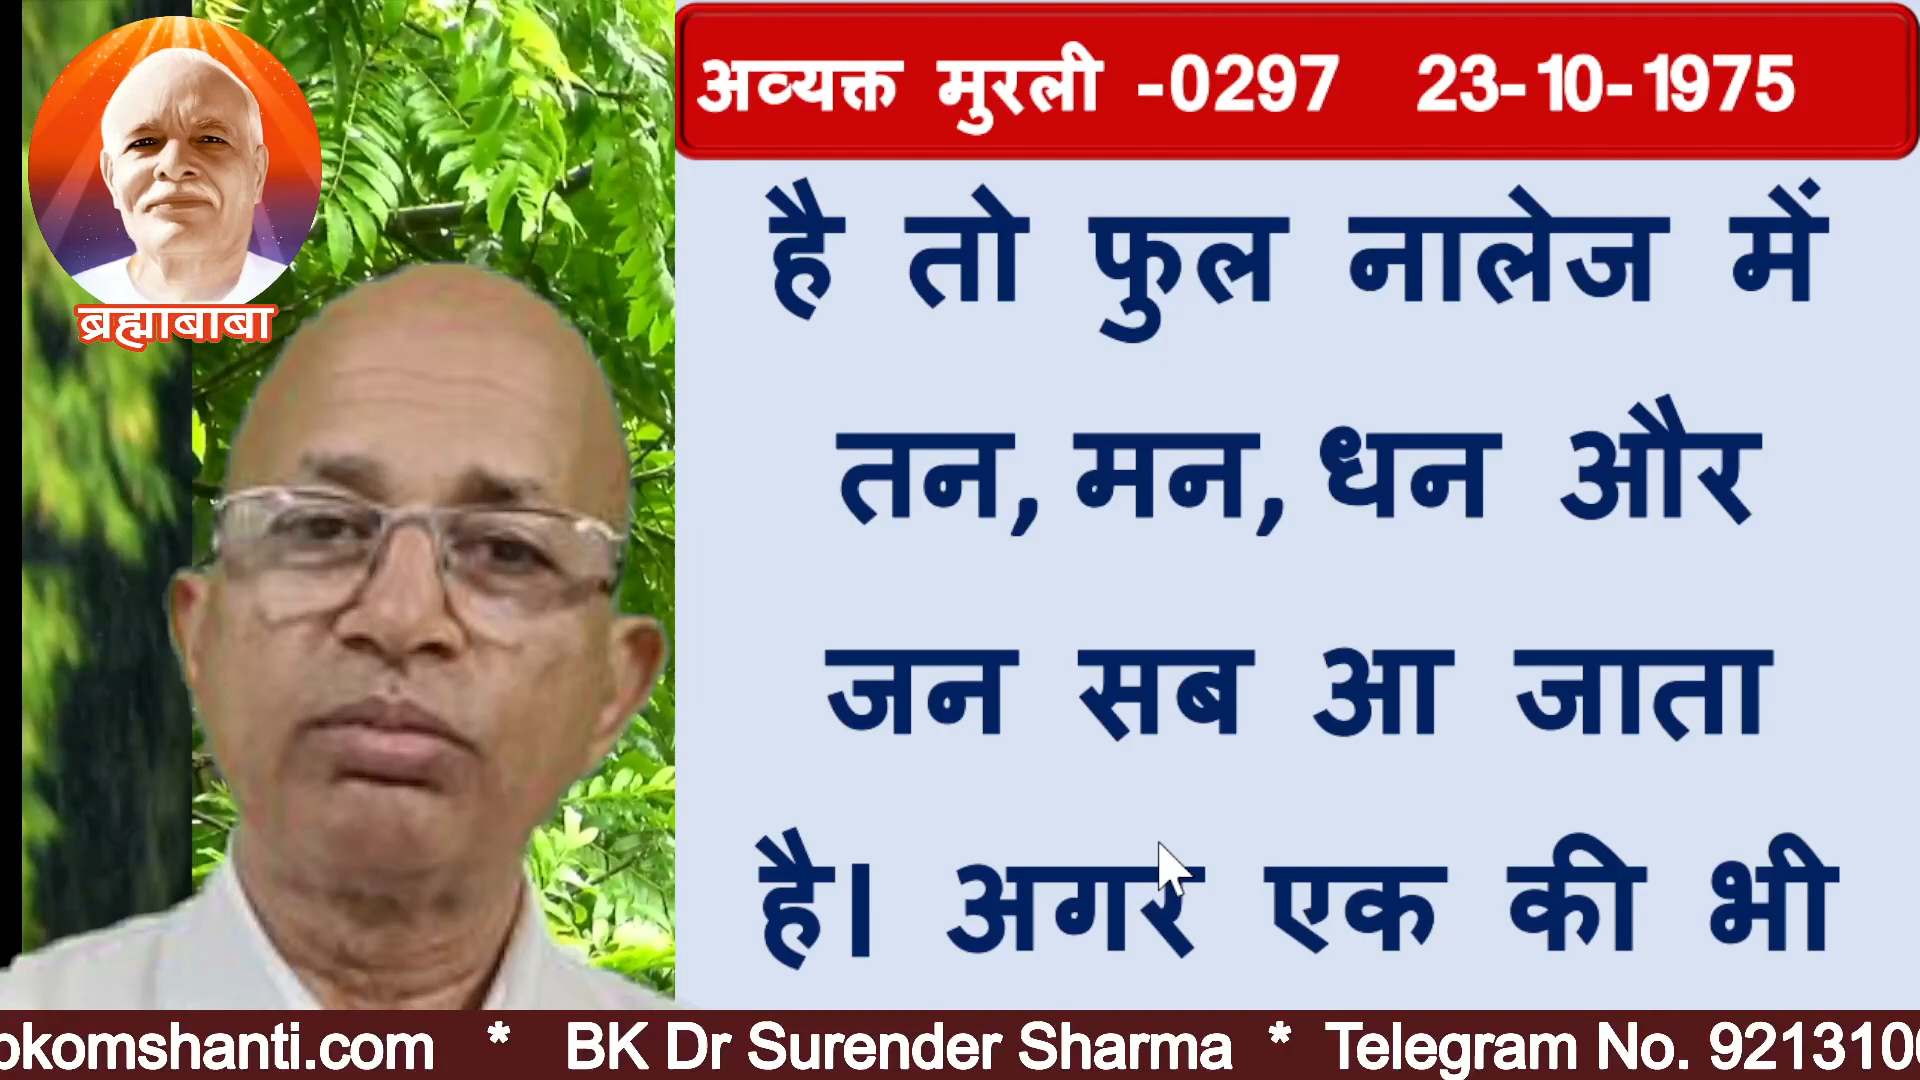 अव्यक्त मुरली -0297 23-10-1975
ब्रह्माबाबा
है तो फुल नालेज में
तन, मन, धन और
जन सब आ जाता
है। अगर एक की भी
okomshanti.com * BK Dr Surender Sharma * Telegram No. 921310